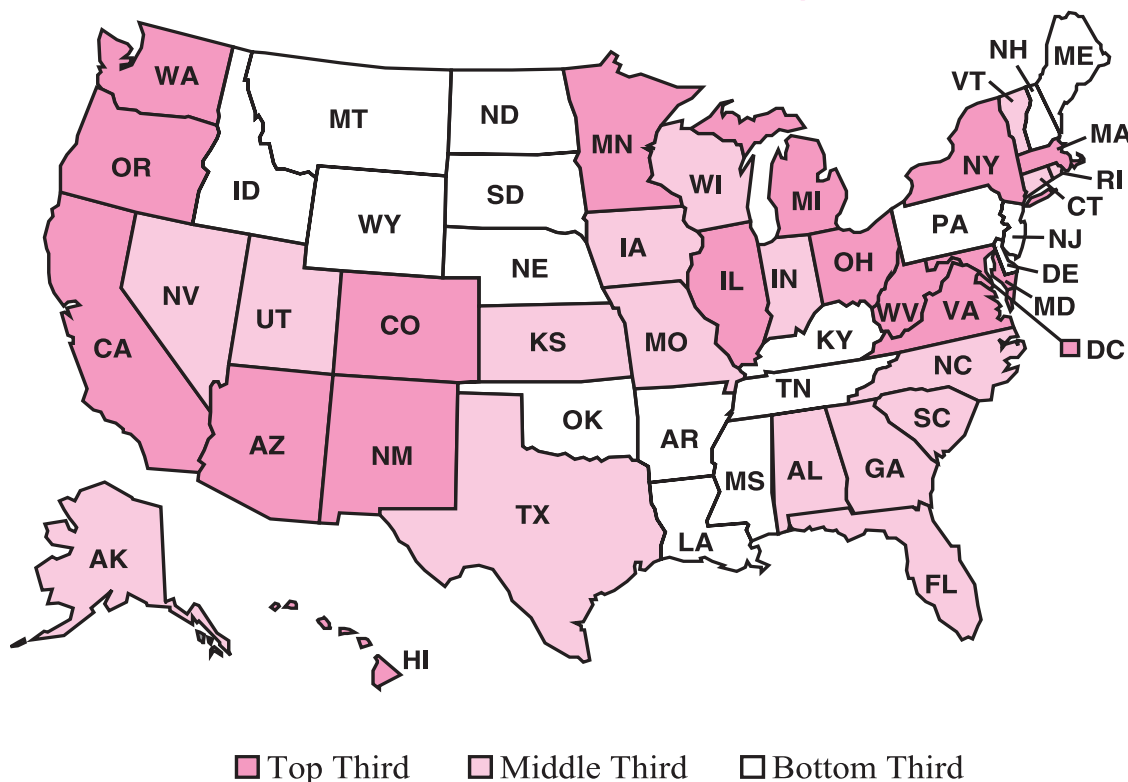 ME
NH
VT
WA
MT
ND
MN
MA
OR
ID
SD
WI
NY
RI
MI
CT
WY
PA
NJ
IA
NE
OH
DE
IL
IN
MD
NV
UT
CO
WV
VA
KS
MO
KY
DC
CA
NC
TN
OK
AR
SC
AZ
NM
MS
AL
GA
TX
LA
AK
FL
HI
Top Third Middle Third Bottom Third